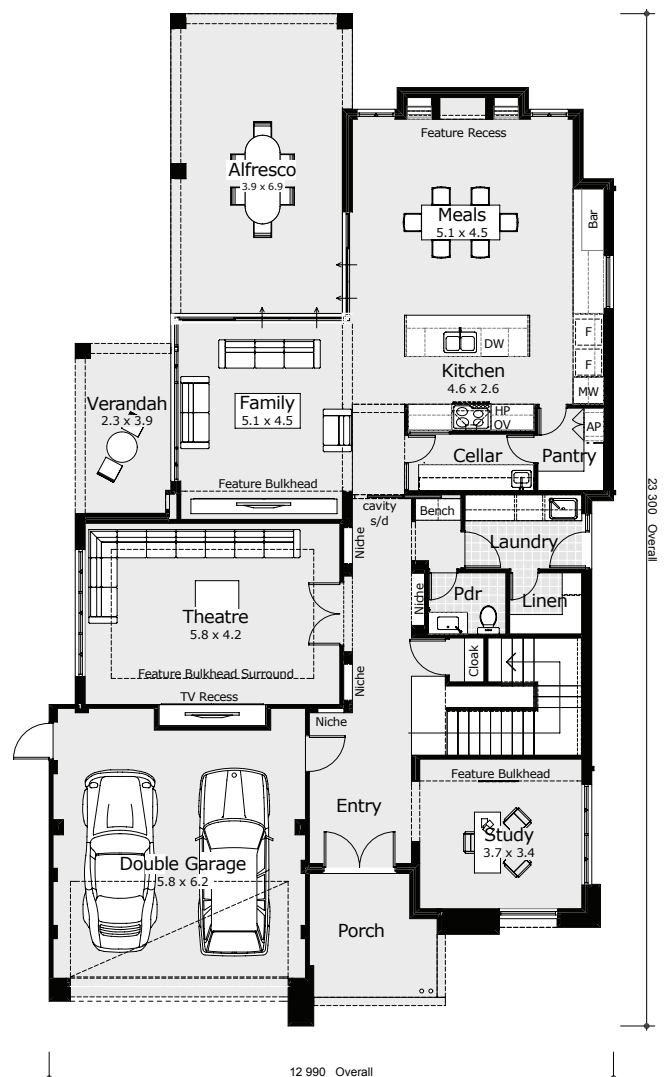 Feature Recess
Alfresco
3.9 x 6.9
Meals
5.1 x 4.5
Bar
DW
F
F
Kitchen
4.6 x 2.6
MW
Verandah
2.3 x 3.9
Family
5.1 x 4.5
HP
OV
AP
Cellar
Pantry
Feature Bulkhead
cavity
s/d
Bench
Niche
Laundry
23 300 Overall
Theatre
5.8 x 4.2
Niche
Pdr
Linen
Feature Bulkhead Surround
TV Recess
Niche
Cloak
Niche
Feature Bulkhead
Entry
Study
3.7 x 3.4
Double Garage
5.8 x 6.2
Porch
12 990 Overall